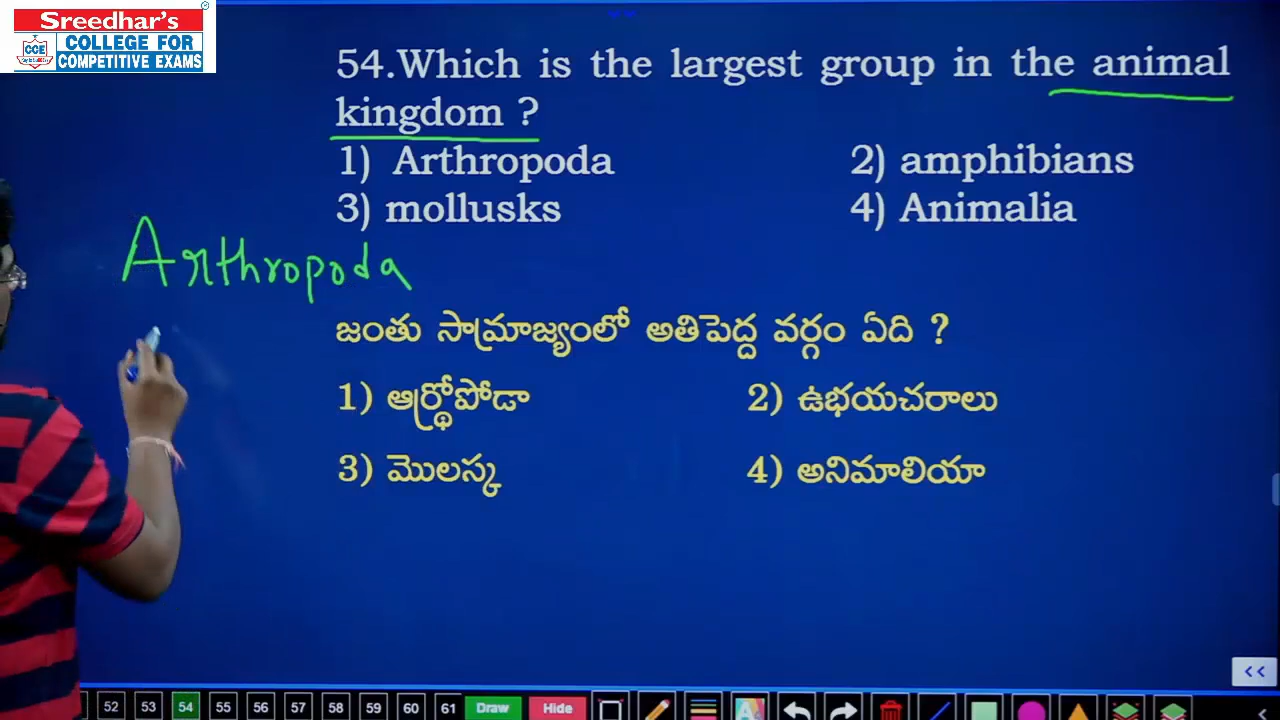 Sreedhar's
CCE
COLLEGE FOR
COMPETITIVE EXAMS
54.Which is the largest group in the animal
kingdom ?
1) Arthropoda 2) amphibians
3) mollusks 4) Animalia
Arthropoda
జంతు సామ్రాజ్యంలో అతిపెద్ద వర్గం ఏది ?
1) ఆర్థ్రోపోడా 2) ఉభయచరాలు
3) మొలస్క 4) అనిమాలియా
<<
52 53 54 55 56 57 58 59 60 61 Draw Hide